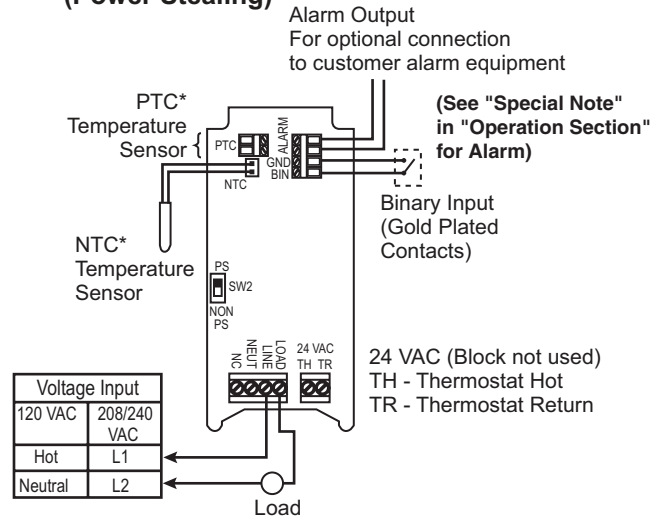 (Power Stealing)
Alarm Output
For optional connection
to customer alarm equipment
(See "Special Note"
in "Operation Section"
for Alarm)
PTC*
Temperature
Sensor
PTC
ALARM
GND
BIN
NTC
Binary Input
(Gold Plated
Contacts)
NTC*
Temperature
Sensor
PS
SW2
NON
PS
NC
NEUT
LINE
LOAD
24 VAC
TH TR
24 VAC (Block not used)
TH - Thermostat Hot
TR - Thermostat Return
Voltage Input
120 VAC
208/240
VAC
Hot L1
Neutral L2
Load